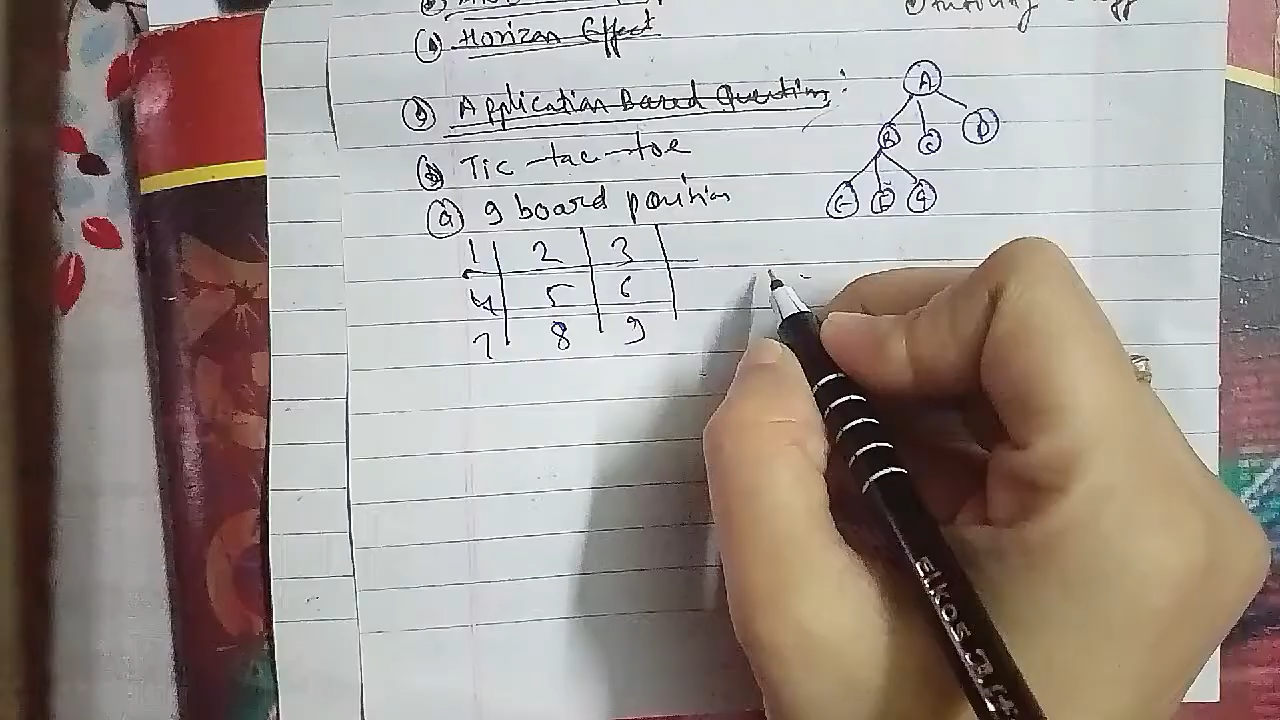 Horizan Effect
Application Based Questions:
Tic-tac-toe
9 board position
1 2 3
4 5 6
7 8 9
A
B C D
G
elkos